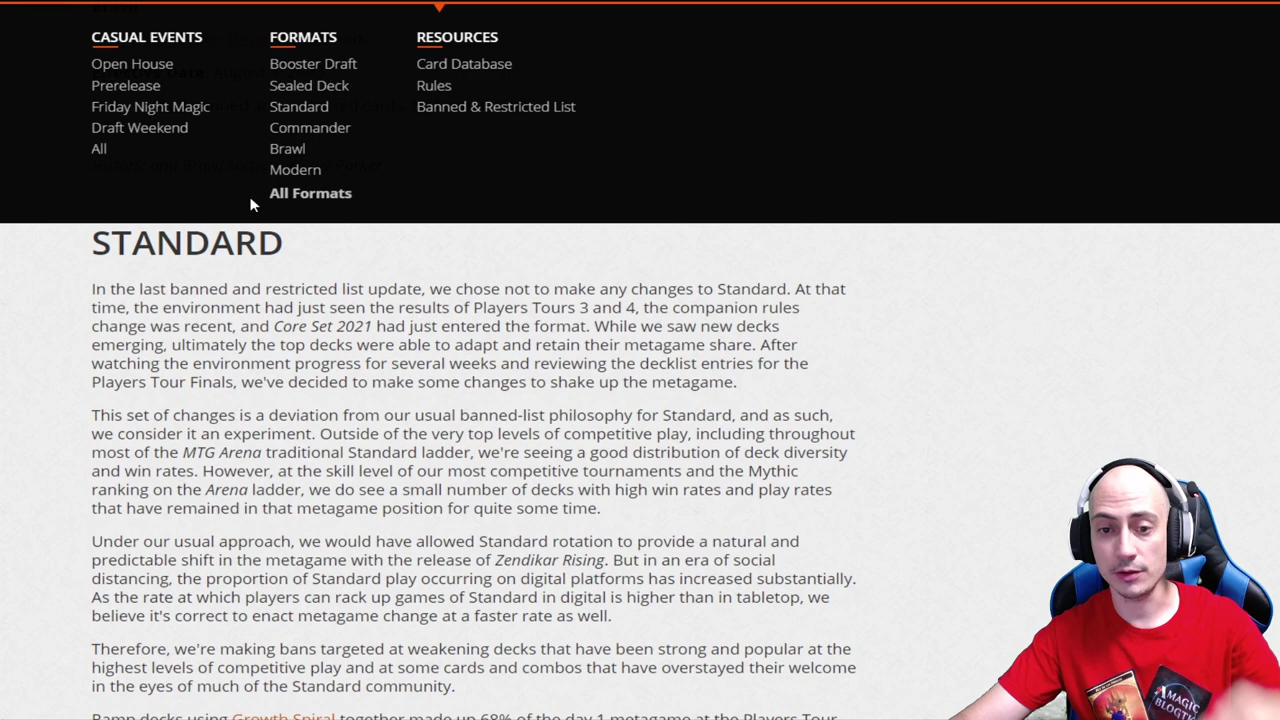 CASUAL EVENTS
Open House
Prerelease
Friday Night Magic
Draft Weekend
All
FORMATS
Booster Draft
Sealed Deck
Standard
Commander
Brawl
Modern
All Formats
RESOURCES
Card Database
Rules
Banned & Restricted List
STANDARD
In the last banned and restricted list update, we chose not to make any changes to Standard. At that
time, the environment had just seen the results of Players Tours 3 and 4, the companion rules
change was recent, and Core Set 2021 had just entered the format. While we saw new decks
emerging, ultimately the top decks were able to adapt and retain their metagame share. After
watching the environment progress for several weeks and reviewing the decklist entries for the
Players Tour Finals, we've decided to make some changes to shake up the metagame.
This set of changes is a deviation from our usual banned-list philosophy for Standard, and as such,
we consider it an experiment. Outside of the very top levels of competitive play, including throughout
most of the MTG Arena traditional Standard ladder, we're seeing a good distribution of deck diversity
and win rates. However, at the skill level of our most competitive tournaments and the Mythic
ranking on the Arena ladder, we do see a small number of decks with high win rates and play rates
that have remained in that metagame position for quite some time.
Under our usual approach, we would have allowed Standard rotation to provide a natural and
predictable shift in the metagame with the release of Zendikar Rising. But in an era of social
distancing, the proportion of Standard play occurring on digital platforms has increased substantially.
As the rate at which players can rack up games of Standard in digital is higher than in tabletop, we
believe it's correct to enact metagame change at a faster rate as well.
Therefore, we're making bans targeted at weakening decks that have been strong and popular at the
highest levels of competitive play and at some cards and combos that have overstayed their welcome
in the eyes of much of the Standard community.
Ramp decks using Growth Spiral together made up 68% of the day 1 metagame at the Players Tour
MAGIC
BLOGS